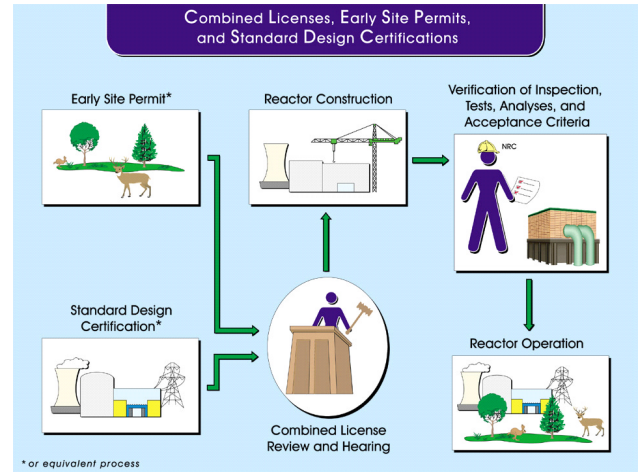 Combined Licenses, Early Site Permits,
and Standard Design Certifications
Early Site Permit*
Reactor Construction
Verification of Inspection,
Tests, Analyses, and
Acceptance Criteria
NRC
Standard Design
Certification*
Combined License
Review and Hearing
Reactor Operation
* or equivalent process